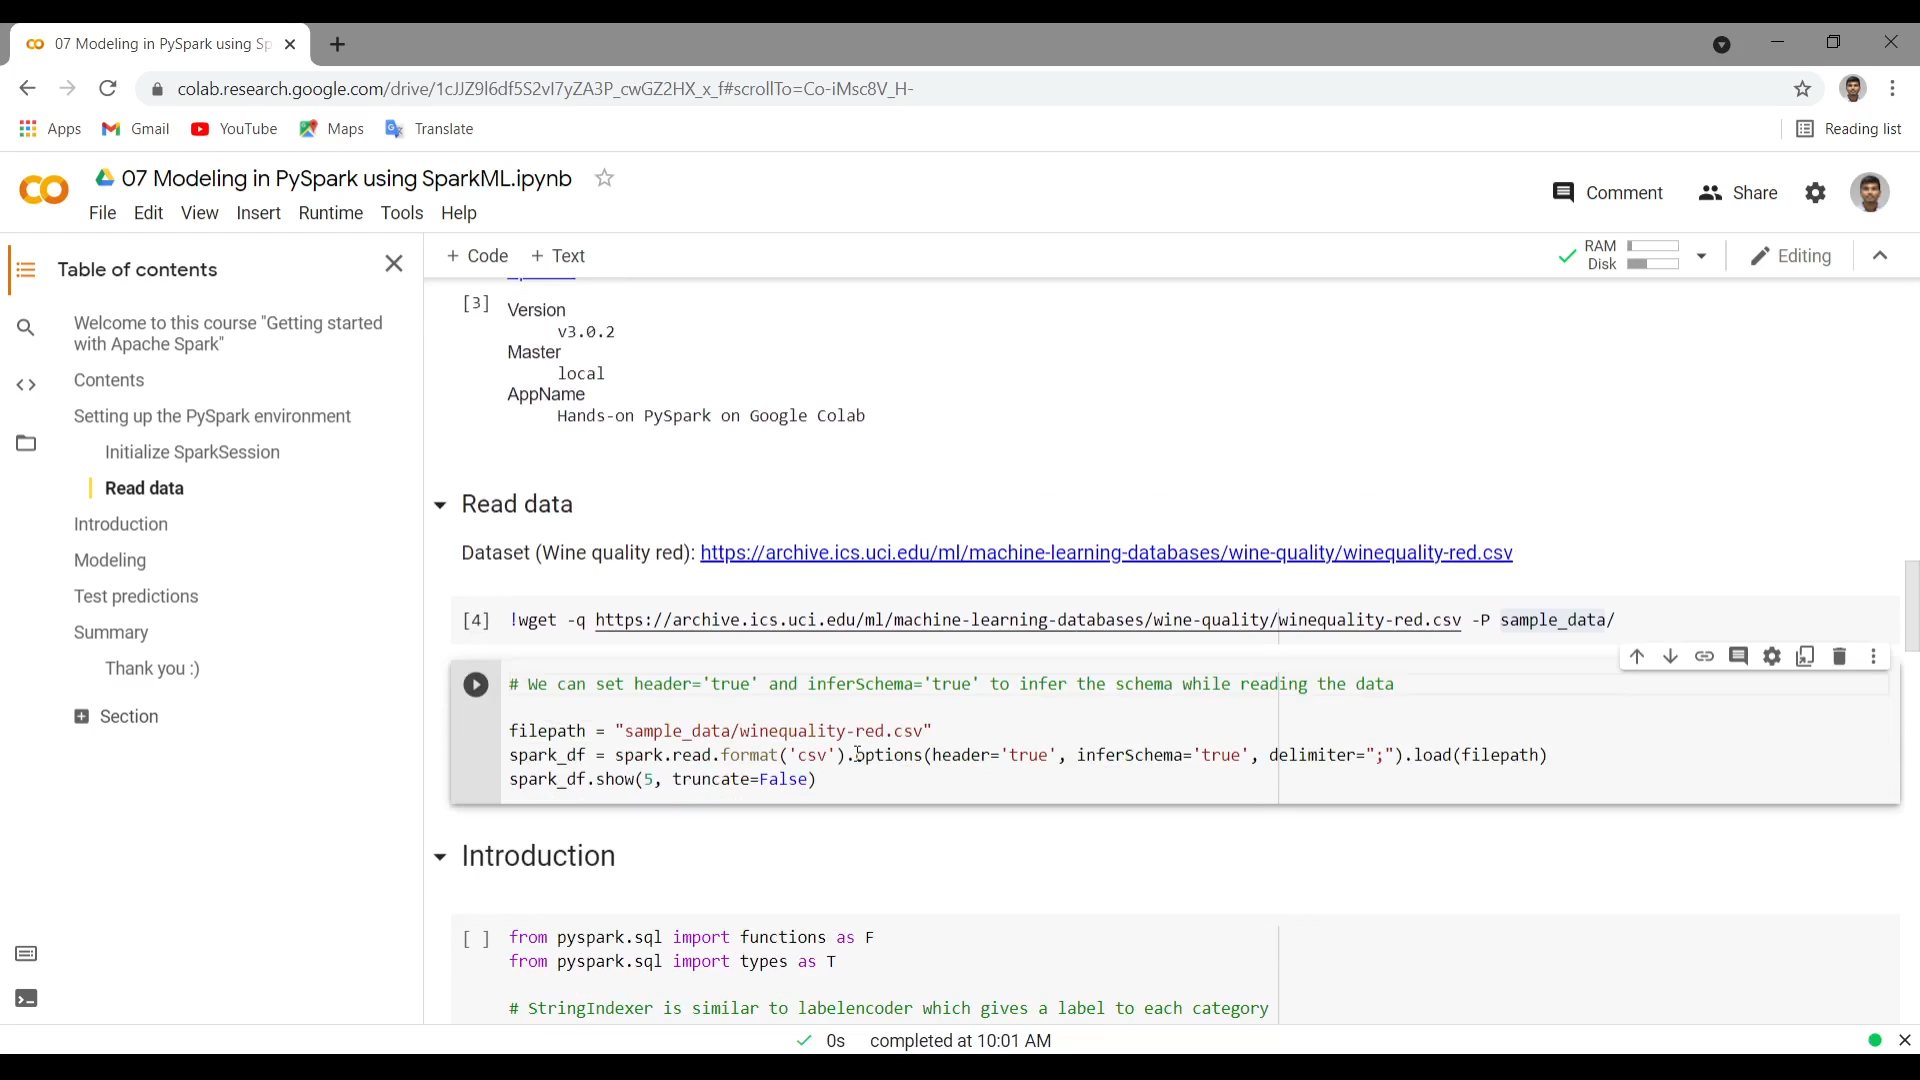 07 Modeling in PySpark using Sp
colab.research.google.com/drive/1cJJZ9l6df5S2vI7yZA3P_cwGZ2HX_x_f#scrollTo=Co-iMsc8V_H-
Apps Gmail YouTube Maps Translate Reading list
07 Modeling in PySpark using SparkML.ipynb
Comment Share
File Edit View Insert Runtime Tools Help
Table of contents
+ Code + Text
RAM
Disk
Editing
Welcome to this course "Getting started
with Apache Spark"
Contents
Setting up the PySpark environment
Initialize SparkSession
Read data
Introduction
Modeling
Test predictions
Summary
Thank you :)
Section
[3]
Version
v3.0.2
Master
local
AppName
Hands-on PySpark on Google Colab
Read data
Dataset (Wine quality red): https://archive.ics.uci.edu/ml/machine-learning-databases/wine-quality/winequality-red.csv
[4] !wget -q https://archive.ics.uci.edu/ml/machine-learning-databases/wine-quality/winequality-red.csv -P sample_data/
# We can set header='true' and inferSchema='true' to infer the schema while reading the data
filepath = "sample_data/winequality-red.csv"
spark_df = spark.read.format('csv').options(header='true', inferSchema='true', delimiter=";").load(filepath)
spark_df.show(5, truncate=False)
Introduction
[ ] from pyspark.sql import functions as F
from pyspark.sql import types as T
# StringIndexer is similar to labelencoder which gives a label to each category
0s completed at 10:01 AM